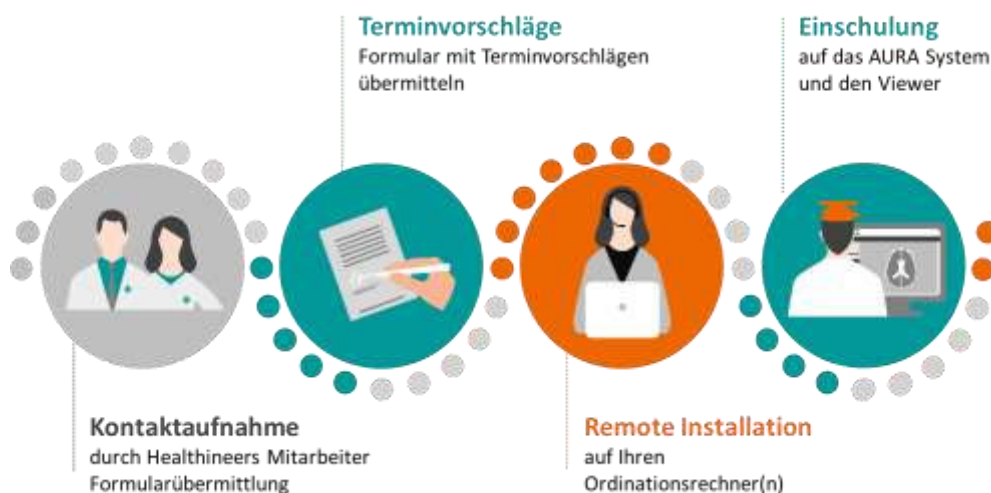 Terminvorschläge
Formular mit Terminvorschlägen
übermitteln
Einschulung
auf das AURA System
und den Viewer
Kontaktaufnahme
durch Healthineers Mitarbeiter
Formularübermittlung
Remote Installation
auf Ihren
Ordinationsrechner(n)